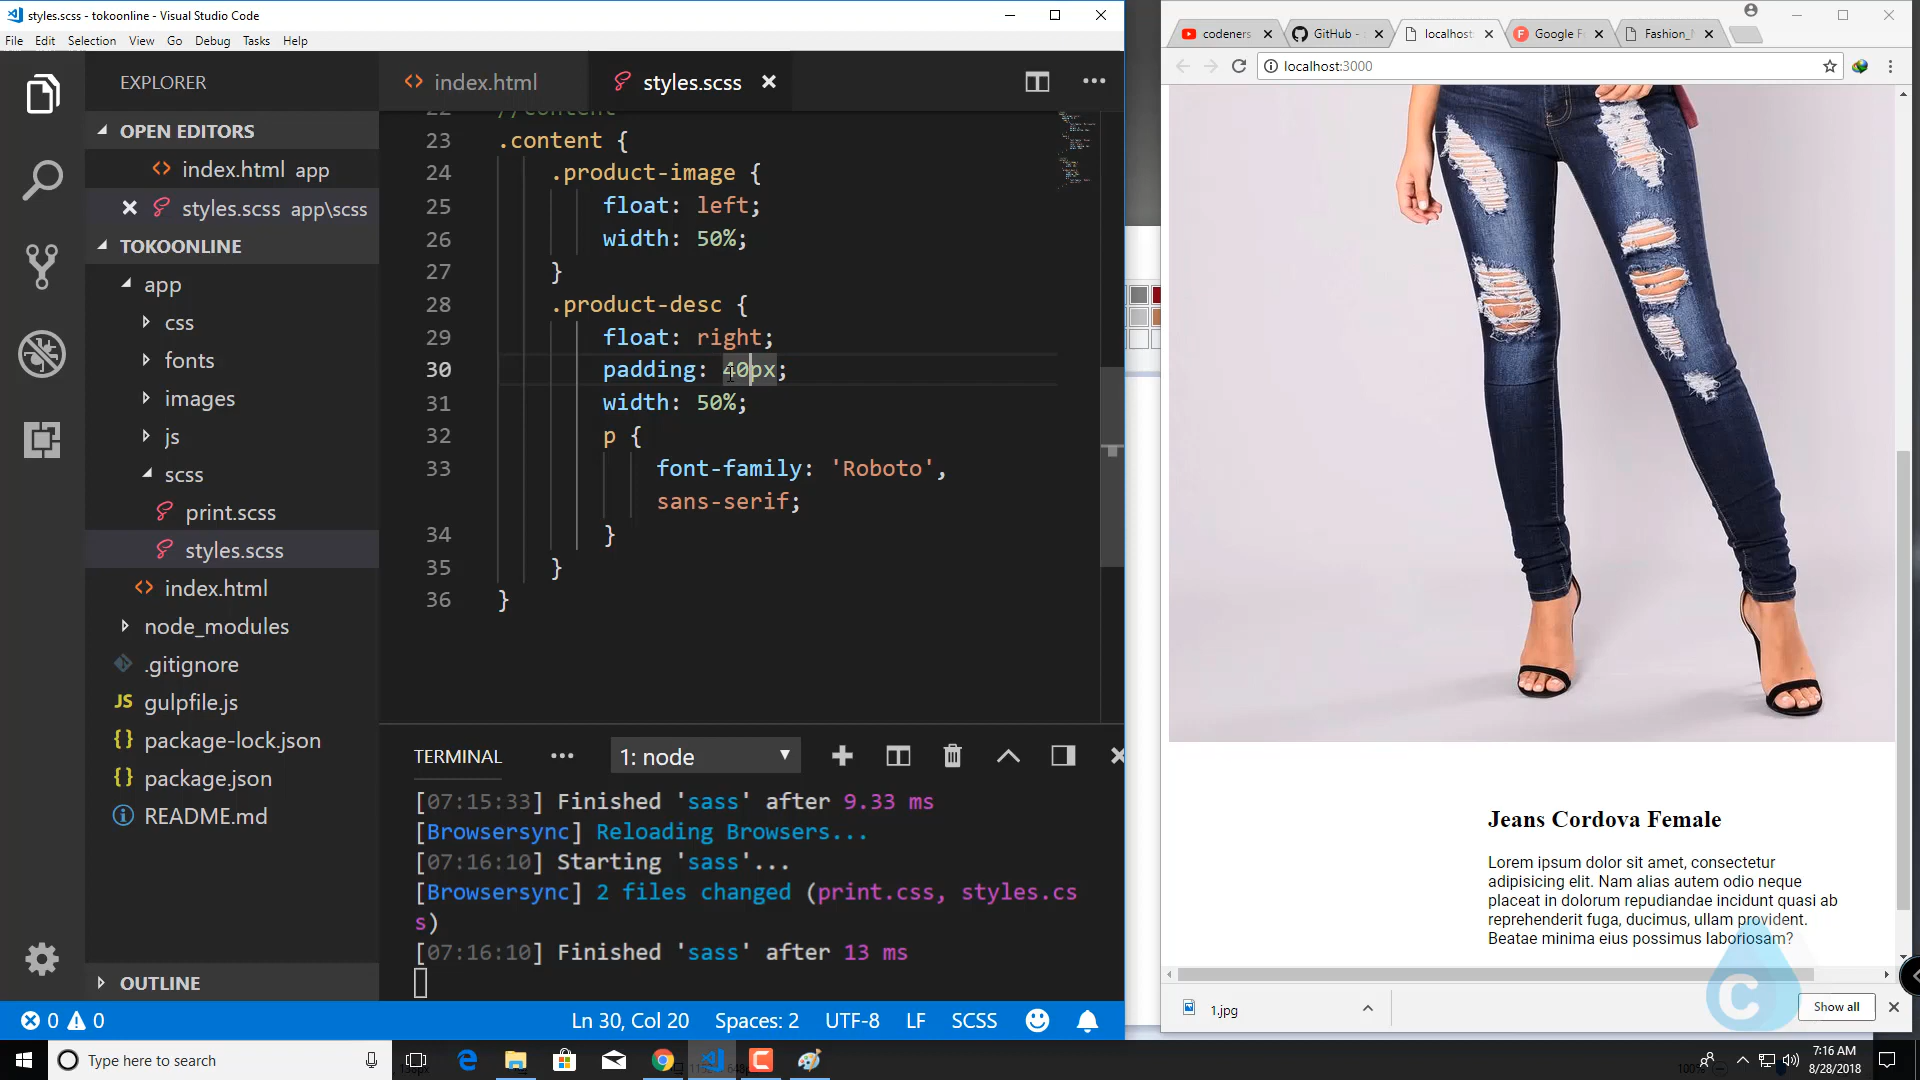 styles.scss - tokoonline - Visual Studio Code
File Edit Selection View Go Debug Tasks Help
EXPLORER
OPEN EDITORS
index.html app
styles.scss app\scss
TOKOONLINE
app
css
fonts
images
js
scss
print.scss
styles.scss
index.html
node_modules
.gitignore
JS gulpfile.js
{} package-lock.json
{} package.json
README.md
OUTLINE
index.html
styles.scss
22 //content
23 .content {
24 .product-image {
25 float: left;
26 width: 50%;
27 }
28 .product-desc {
29 float: right;
30 padding: 40px;
31 width: 50%;
32 p {
33 font-family: 'Roboto',
sans-serif;
34 }
35 }
36 }
TERMINAL ... 1: node
[07:15:33] Finished 'sass' after 9.33 ms
[Browsersync] Reloading Browsers...
[07:16:10] Starting 'sass'...
[Browsersync] 2 files changed (print.css, styles.cs
s)
[07:16:10] Finished 'sass' after 13 ms
0 0
Ln 30, Col 20 Spaces: 2 UTF-8 LF SCSS
codeners
GitHub -
localhost:
Google F
Fashion_
localhost:3000
Jeans Cordova Female
Lorem ipsum dolor sit amet, consectetur
adipisicing elit. Nam alias autem odio neque
placeat in dolorum repudiandae incidunt quasi ab
reprehenderit fuga, ducimus, ullam provident.
Beatae minima eius possimus laboriosam?
C
1.jpg
Show all
Type here to search
100%
7:16 AM
8/28/2018